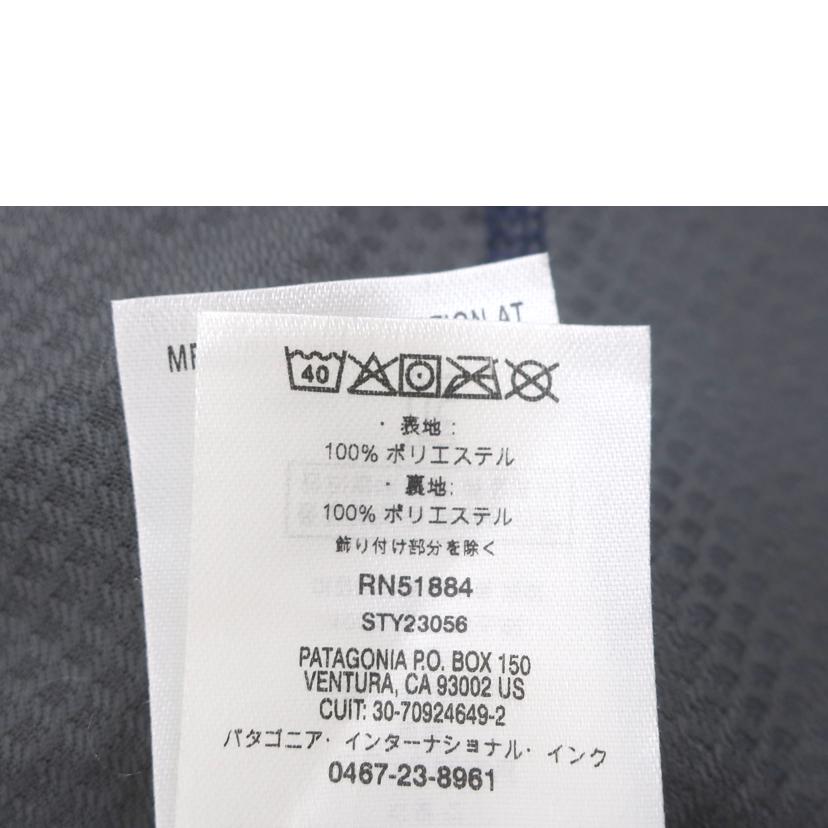 TION AT
40
・表地：
100% ポリエステル
・裏地:
100% ポリエステル
飾り付け部分を除く
RN51884
STY23056
PATAGONIA P.O. BOX 150
VENTURA, CA 93002 US
CUIT: 30-70924649-2
パタゴニア・インターナショナル・インク
0467-23-8961